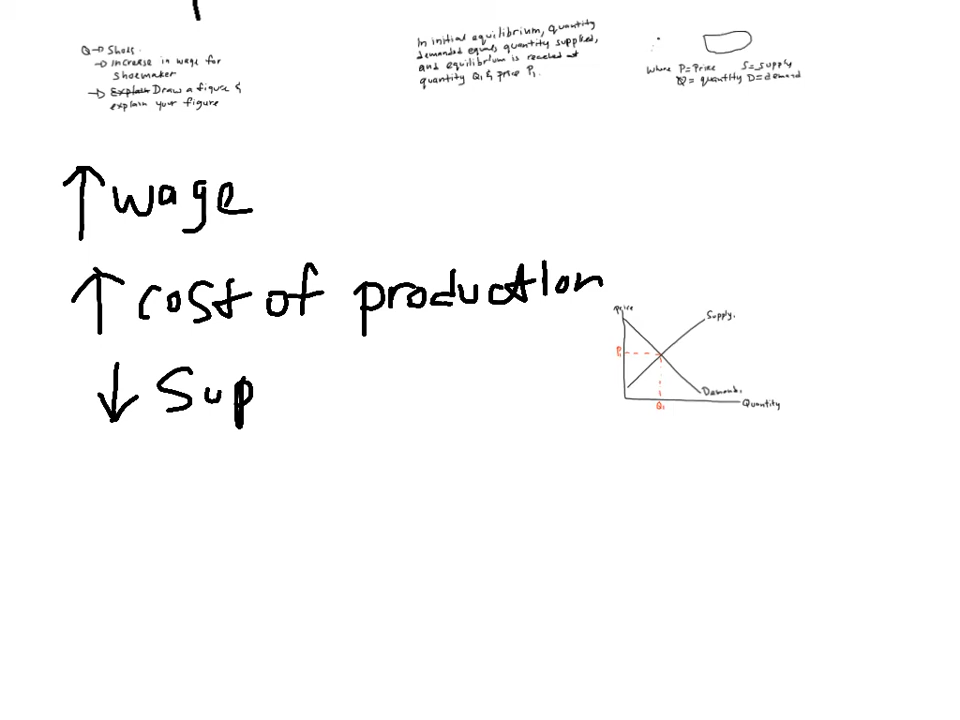 Q → Shoes.
→ Increase in wage for
shoemaker
→ Explain Draw a figure &
explain your figure
In initial equilibrium, quantity
demanded equals quantity supplied,
and equilibrium is reached at
quantity Q1 & price P1.
where P=Price S=supply
Q = quantity D=demand
↑ wage
↑ cost of production
↓ Sup
Price
Supply.
P1
Demand.
Q1
Quantity